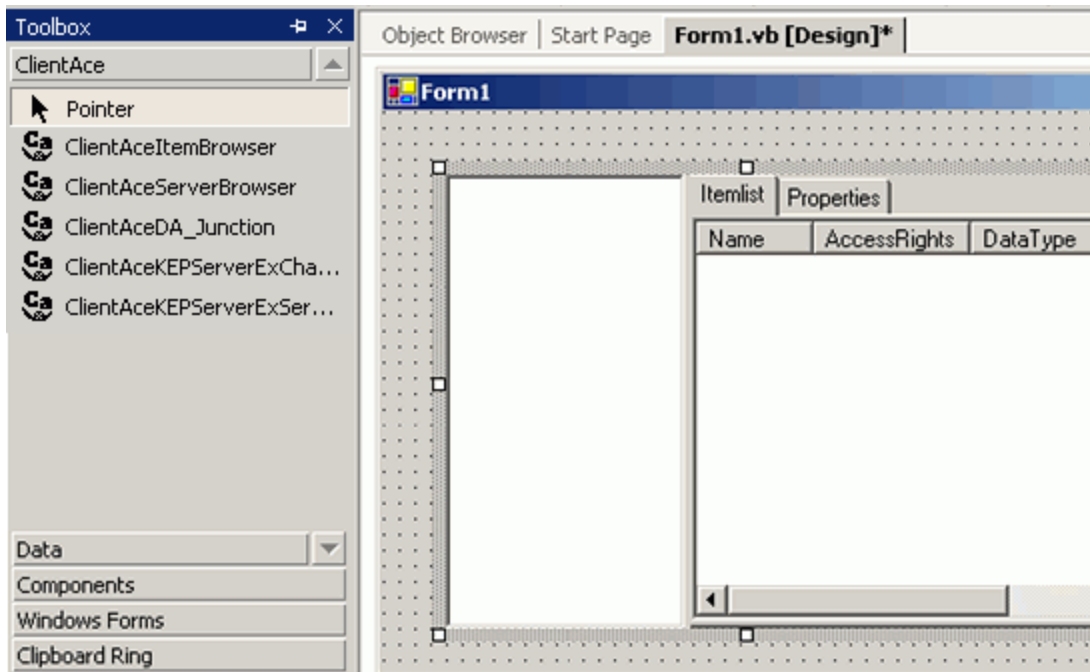 Toolbox
ClientAce
Pointer
ClientAceItemBrowser
ClientAceServerBrowser
ClientAceDA_Junction
ClientAceKEPServerExCha...
ClientAceKEPServerExSer...
Data
Components
Windows Forms
Clipboard Ring
Object Browser Start Page Form1.vb [Design]*
Form1
Itemlist Properties
Name AccessRights DataType